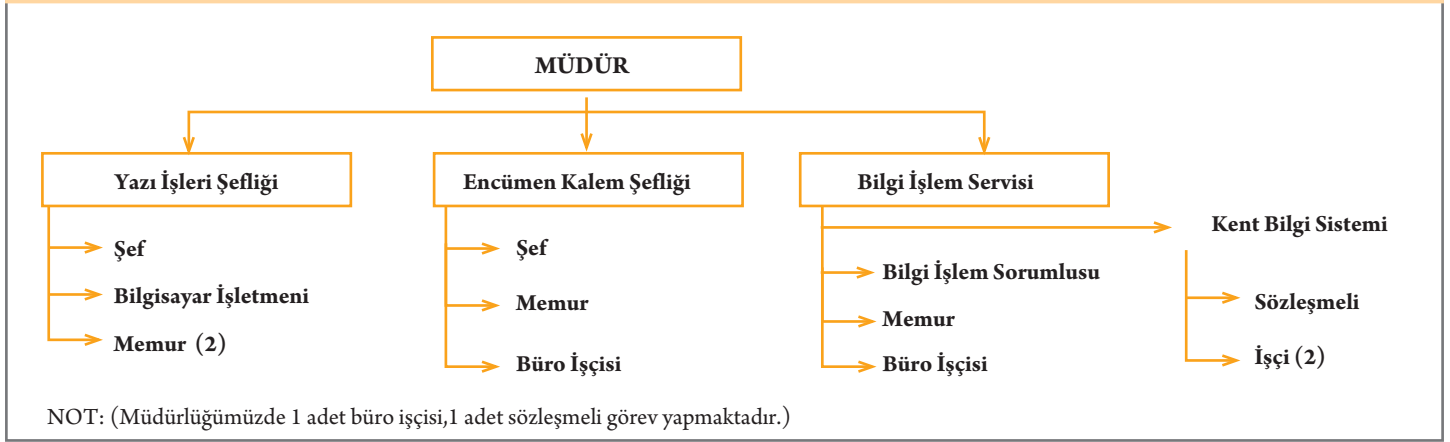 MÜDÜR
Yazı İşleri Şefliği
Şef
Bilgisayar İşletmeni
Memur (2)
Encümen Kalem Şefliği
Şef
Memur
Büro İşçisi
Bilgi İşlem Servisi
Bilgi İşlem Sorumlusu
Memur
Büro İşçisi
Kent Bilgi Sistemi
Sözleşmeli
İşçi (2)
NOT: (Müdürlüğümüzde 1 adet büro işçisi,1 adet sözleşmeli görev yapmaktadır.)